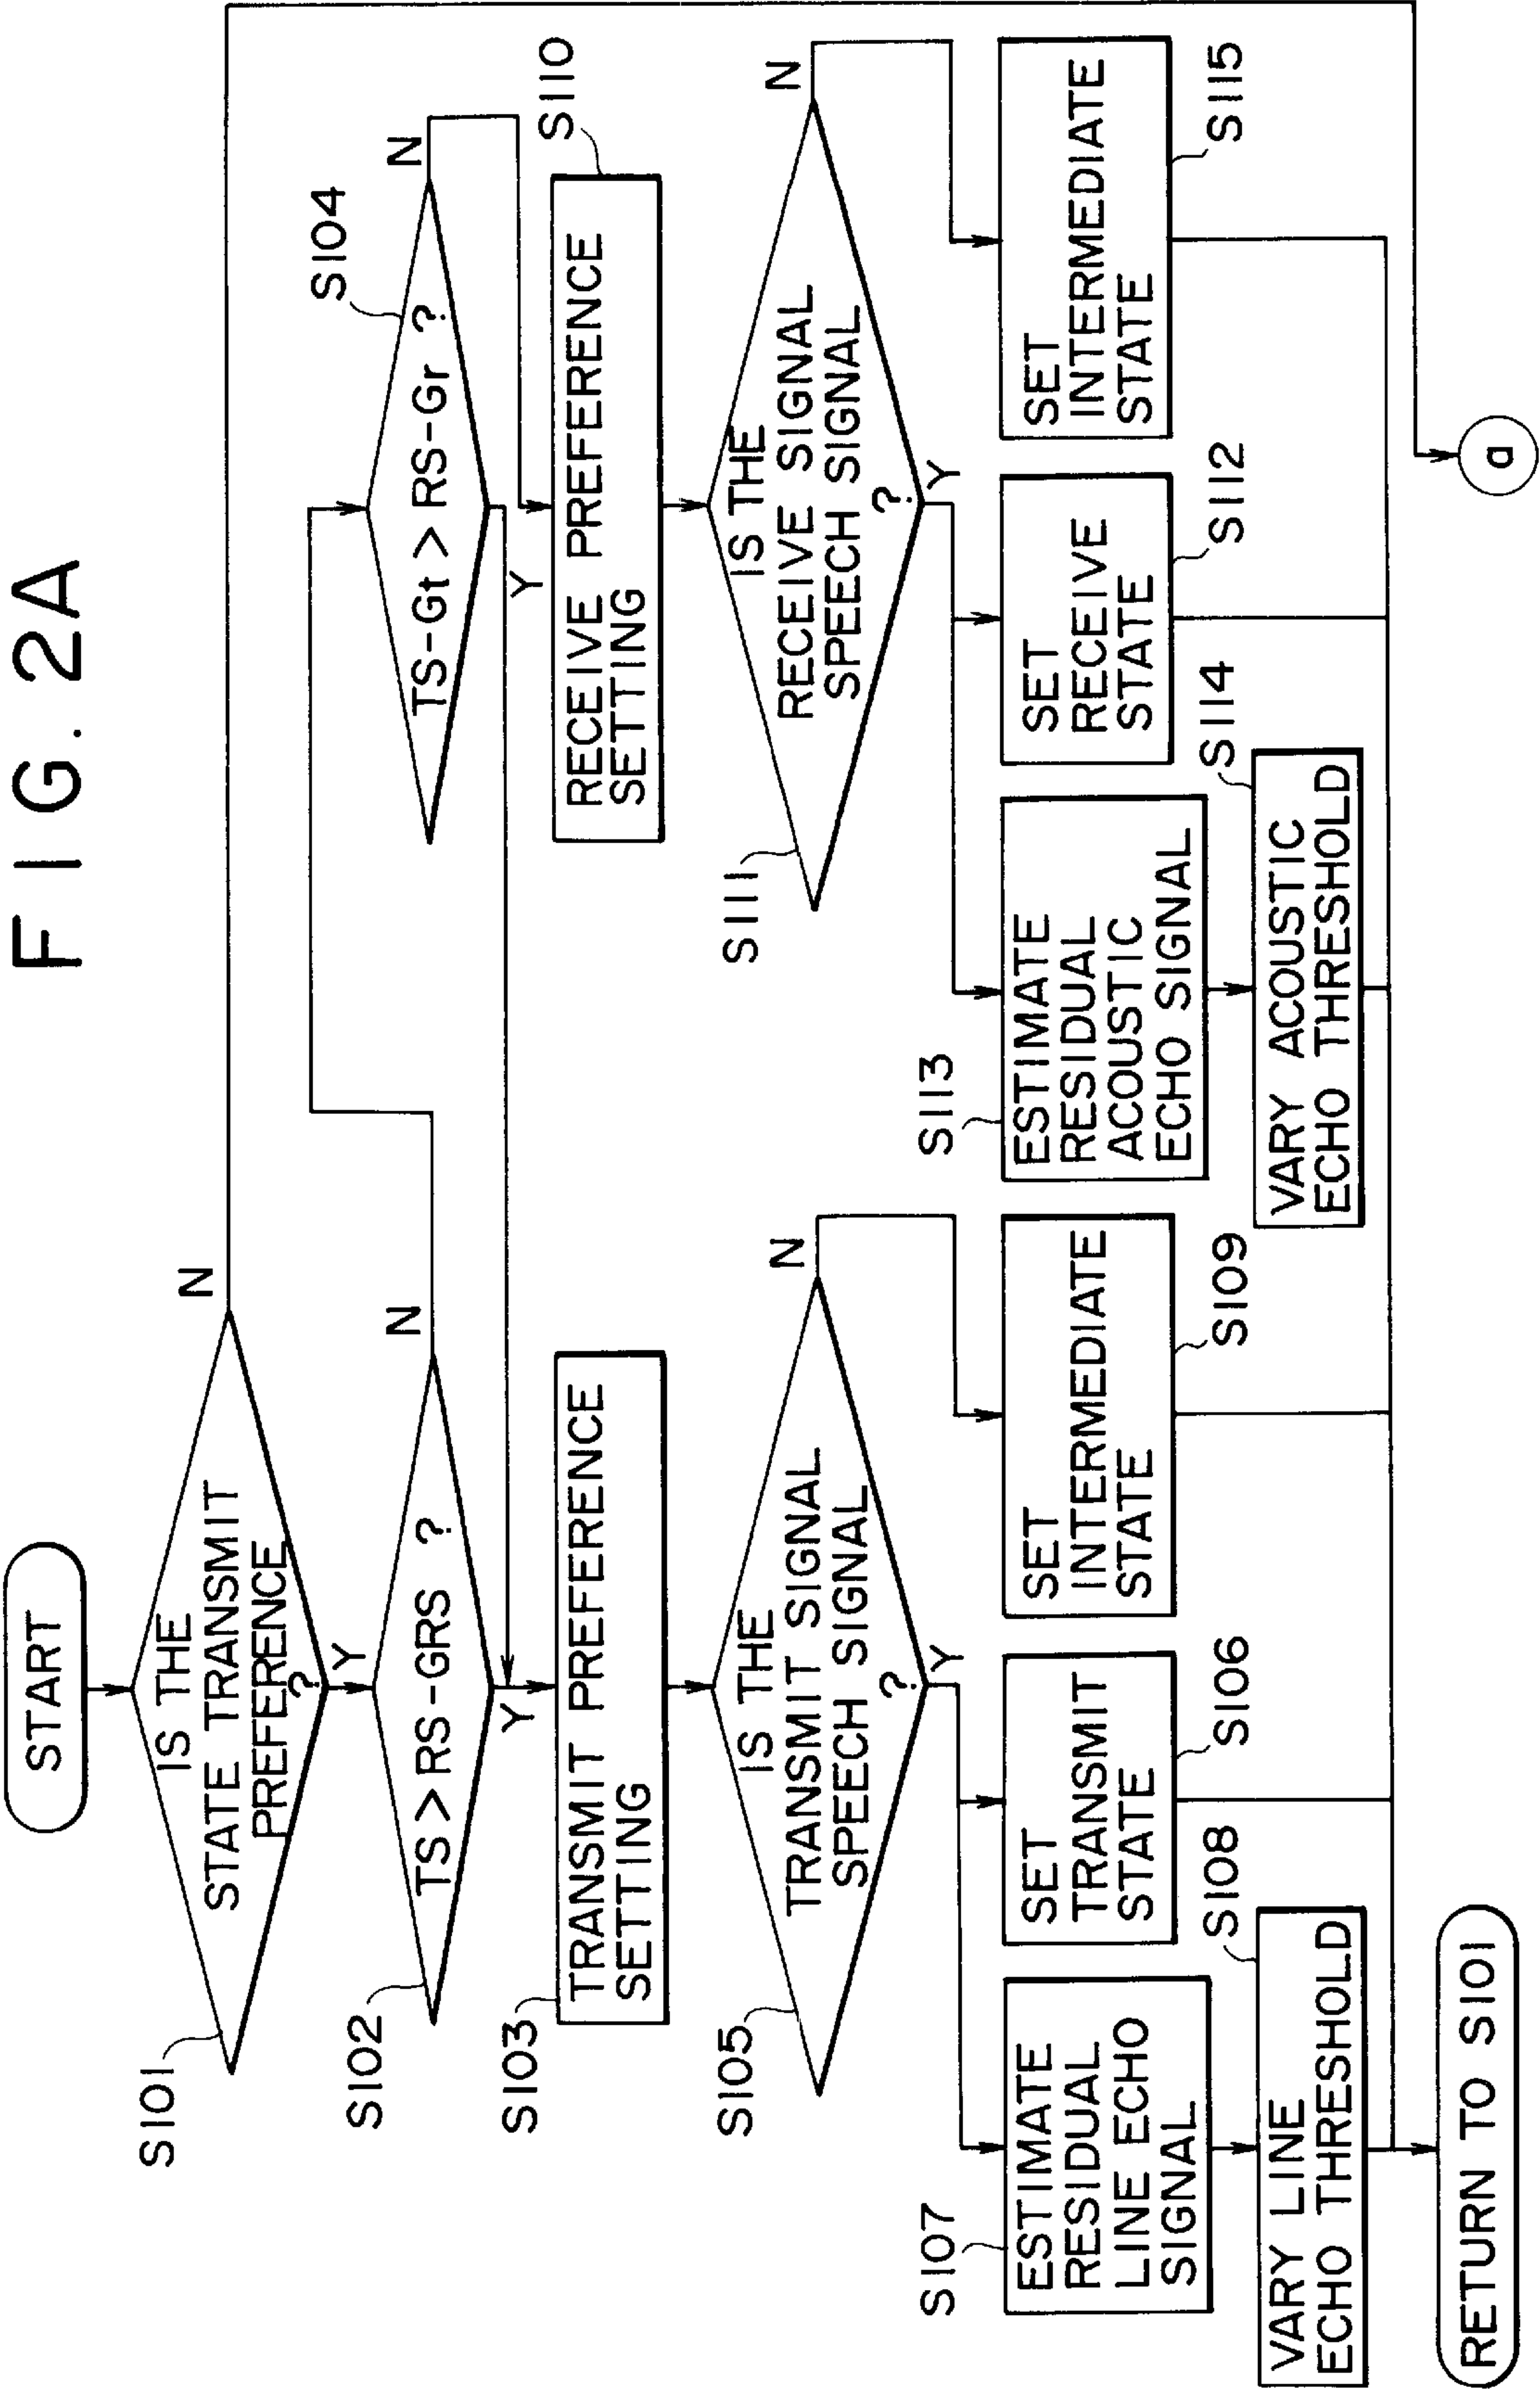 FIG. 2A
START
S101
IS THE
STATE TRANSMIT
PREFERENCE
?
N
Y
S102
TS > RS-GRS ?
N
Y
S104
TS-Gt > RS-Gr ?
N
Y
S103
TRANSMIT PREFERENCE
SETTING
S110
RECEIVE PREFERENCE
SETTING
S105
IS THE
TRANSMIT SIGNAL
SPEECH SIGNAL
?
N
Y
S111
IS THE
RECEIVE SIGNAL
SPEECH SIGNAL
?
N
Y
S107
ESTIMATE
RESIDUAL
LINE ECHO
SIGNAL
SET
TRANSMIT
STATE
S106
SET
INTERMEDIATE
STATE
S109
S113
ESTIMATE
RESIDUAL
ACOUSTIC
ECHO SIGNAL
SET
RECEIVE
STATE
S112
SET
INTERMEDIATE
STATE
S115
S108
VARY LINE
ECHO THRESHOLD
S114
VARY ACOUSTIC
ECHO THRESHOLD
RETURN TO S101
a